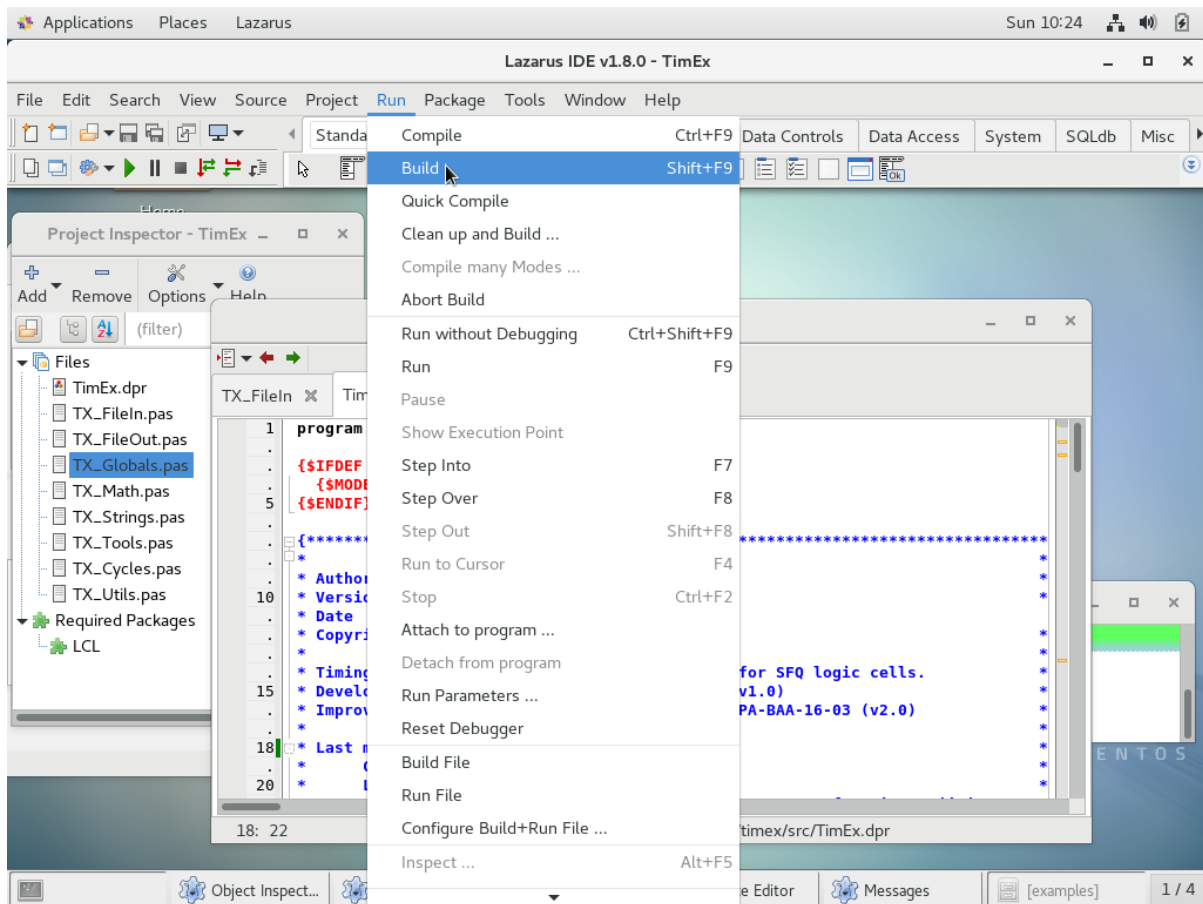 Applications Places Lazarus Sun 10:24
Lazarus IDE v1.8.0 - TimEx
File Edit Search View Source Project Run Package Tools Window Help
Standa
Data Controls Data Access System SQLdb Misc
Ok
Home
Project Inspector - TimEx
Add Remove Options Help
(filter)
Files
TimEx.dpr
TX_FileIn.pas
TX_FileOut.pas
TX_Globals.pas
TX_Math.pas
TX_Strings.pas
TX_Tools.pas
TX_Cycles.pas
TX_Utils.pas
Required Packages
LCL
Compile Ctrl+F9
Build Shift+F9
Quick Compile
Clean up and Build ...
Compile many Modes ...
Abort Build
Run without Debugging Ctrl+Shift+F9
Run F9
Pause
Show Execution Point
Step Into F7
Step Over F8
Step Out Shift+F8
Run to Cursor F4
Stop Ctrl+F2
Attach to program ...
Detach from program
Run Parameters ...
Reset Debugger
Build File
Run File
Configure Build+Run File ...
Inspect ... Alt+F5
TX_FileIn Tim
1 program
. {$IFDEF
. {$MODE
5 {$ENDIF}
. {*******  *********************************
. * *
. * Author *
10 * Versio *
. * Date
. * Copyri *
. * *
. * Timing for SFQ logic cells. *
15 * Develo v1.0) *
. * Improv PA-BAA-16-03 (v2.0) *
. * *
18 * Last m *
. * *
20 * L *
18: 22 /timex/src/TimEx.dpr
ENTOS
Object Inspect... e Editor Messages [examples] 1 / 4